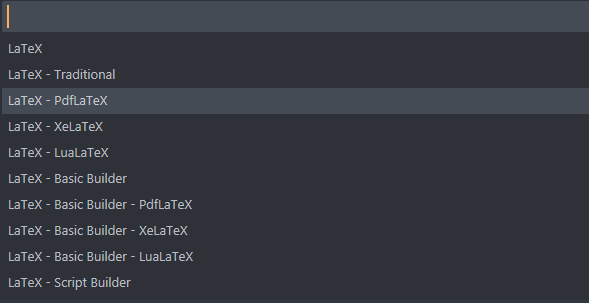 LaTeX
LaTeX - Traditional
LaTeX - PdfLaTeX
LaTeX - XeLaTeX
LaTeX - LuaLaTeX
LaTeX - Basic Builder
LaTeX - Basic Builder - PdfLaTeX
LaTeX - Basic Builder - XeLaTeX
LaTeX - Basic Builder - LuaLaTeX
LaTeX - Script Builder